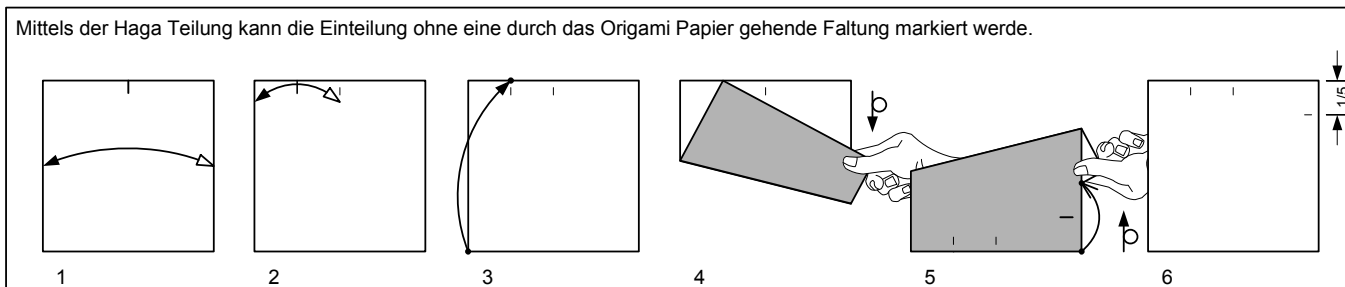 Mittels der Haga Teilung kann die Einteilung ohne eine durch das Origami Papier gehende Faltung markiert werde.
1/5
1 2 3 4 5 6